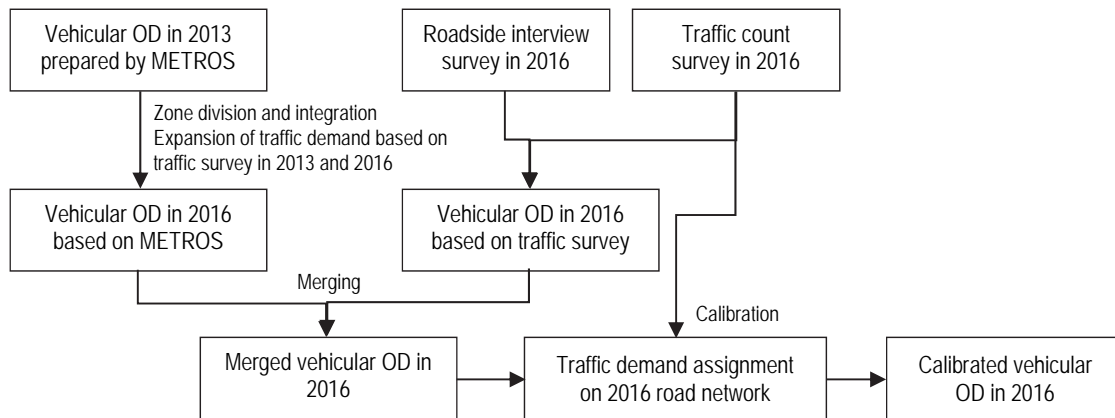 Vehicular OD in 2013
prepared by METROS
Roadside interview
survey in 2016
Traffic count
survey in 2016
Zone division and integration
Expansion of traffic demand based on
traffic survey in 2013 and 2016
Vehicular OD in 2016
based on METROS
Vehicular OD in 2016
based on traffic survey
Merging
Calibration
Merged vehicular OD in
2016
Traffic demand assignment
on 2016 road network
Calibrated vehicular
OD in 2016